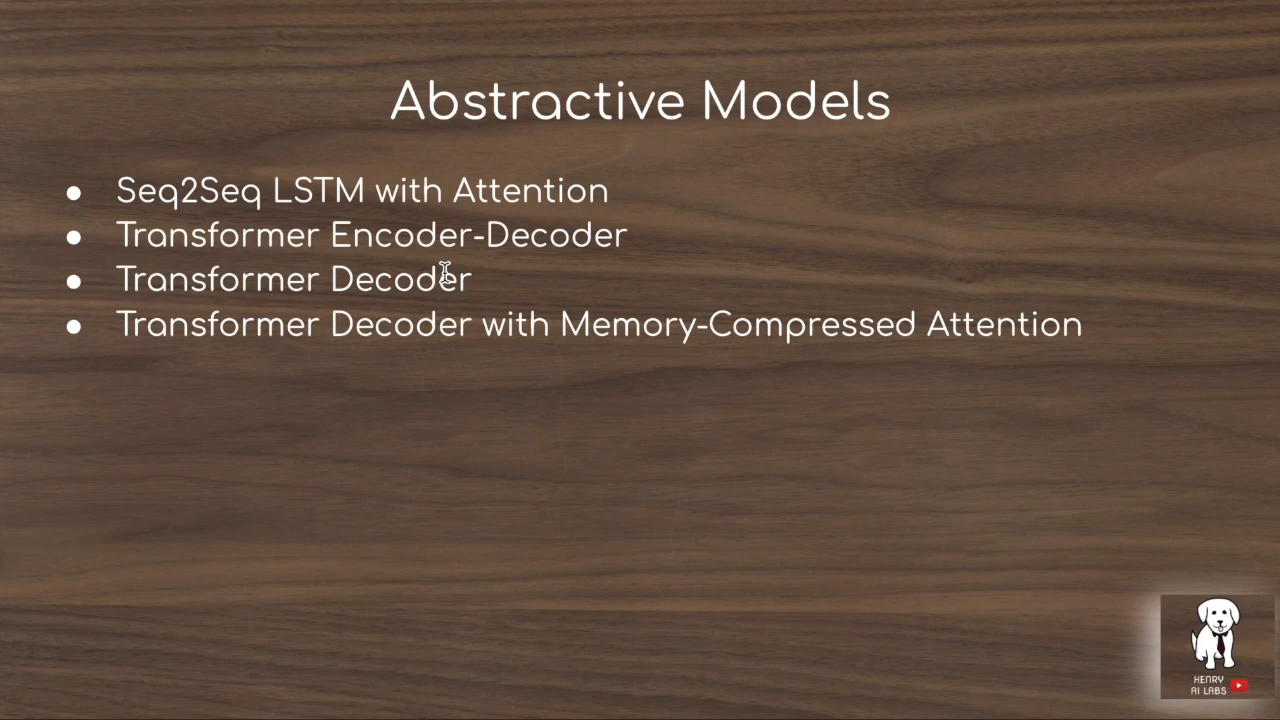 Abstractive Models
● Seq2Seq LSTM with Attention
● Transformer Encoder-Decoder
● Transformer Decoder
● Transformer Decoder with Memory-Compressed Attention
HENRY
AI LABS